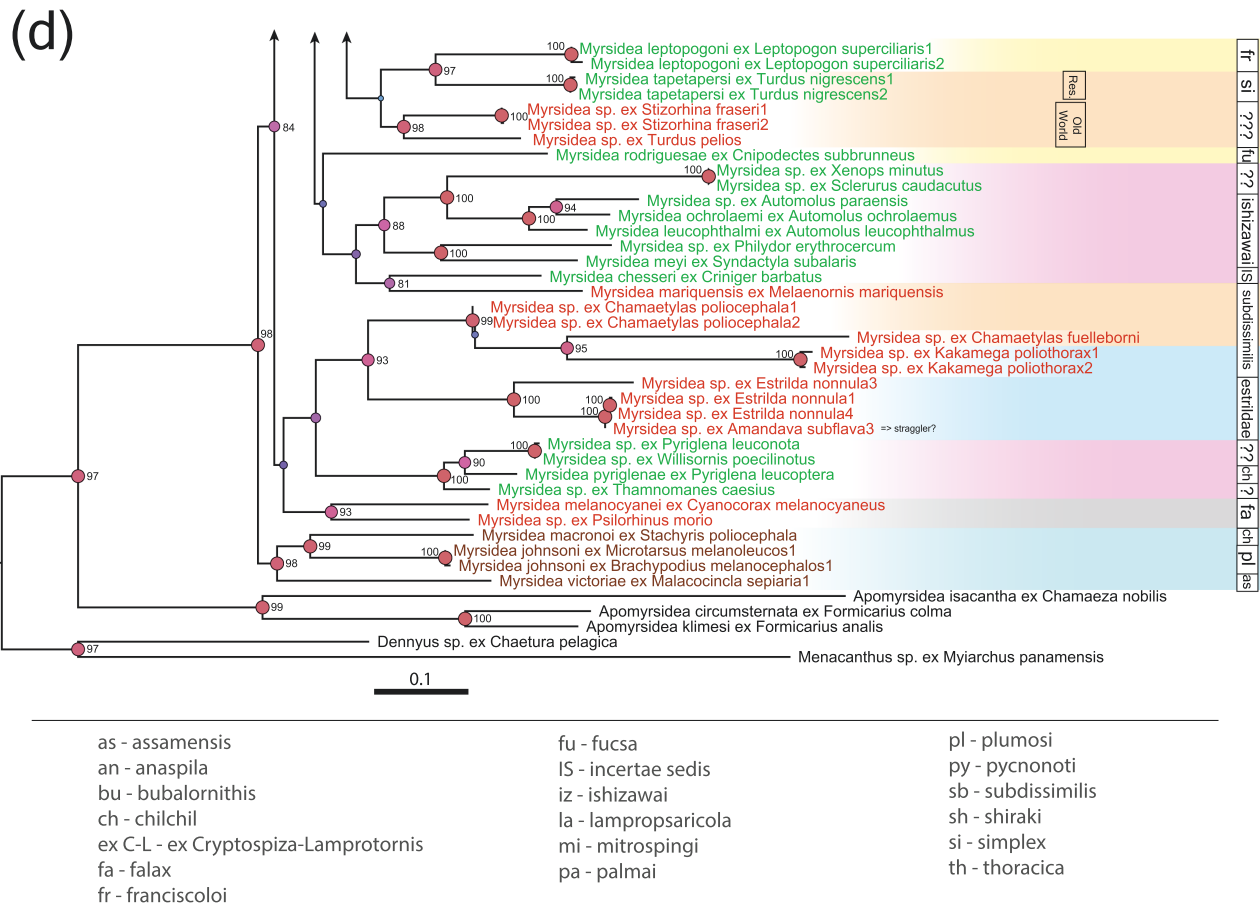 (d)
Myrsidea leptopogoni ex Leptopogon superciliaris1
100
Myrsidea leptopogoni ex Leptopogon superciliaris2
97
Myrsidea tapetapersi ex Turdus nigrescens1
100
Myrsidea tapetapersi ex Turdus nigrescens2
Myrsidea sp. ex Stizorhina fraseri1
100
Myrsidea sp. ex Stizorhina fraseri2
98
Myrsidea sp. ex Turdus pelios
84
Myrsidea rodriguesae ex Cnipodectes subbrunneus
Myrsidea sp. ex Xenops minutus
100
Myrsidea sp. ex Sclerurus caudacutus
100
Myrsidea sp. ex Automolus paraensis
94
Myrsidea ochrolaemi ex Automolus ochrolaemus
100
Myrsidea leucophthalmi ex Automolus leucophthalmus
88
Myrsidea sp. ex Philydor erythrocercum
100
Myrsidea meyi ex Syndactyla subalaris
Myrsidea chesseri ex Criniger barbatus
81
Myrsidea mariquensis ex Melaenornis mariquensis
Myrsidea sp. ex Chamaetylas poliocephala1
99
Myrsidea sp. ex Chamaetylas poliocephala2
Myrsidea sp. ex Chamaetylas fuelleborni
98
95
Myrsidea sp. ex Kakamega poliothorax1
100
Myrsidea sp. ex Kakamega poliothorax2
93
Myrsidea sp. ex Estrilda nonnula3
100
Myrsidea sp. ex Estrilda nonnula1
100
Myrsidea sp. ex Estrilda nonnula4
100
Myrsidea sp. ex Amandava subflava3 => straggler?
Myrsidea sp. ex Pyriglena leuconota
100
Myrsidea sp. ex Willisornis poecilinotus
90
Myrsidea pyriglenae ex Pyriglena leucoptera
100
Myrsidea sp. ex Thamnomanes caesius
97
Myrsidea melanocyanei ex Cyanocorax melanocyaneus
93
Myrsidea sp. ex Psilorhinus morio
Myrsidea macronoi ex Stachyris poliocephala
99
Myrsidea johnsoni ex Microtarsus melanoleucos1
100
Myrsidea johnsoni ex Brachypodius melanocephalos1
98
Myrsidea victoriae ex Malacocincla sepiaria1
Apomyrsidea isacantha ex Chamaeza nobilis
99
Apomyrsidea circumsternata ex Formicarius colma
100
Apomyrsidea klimesi ex Formicarius analis
Dennyus sp. ex Chaetura pelagica
97
Menacanthus sp. ex Myiarchus panamensis
0.1
Res.
Old
World
fr
si
???
fu
??
ishizawai
IS
subdissimilis
estrildae
??
ch
?
fa
ch
pl
as
as - assamensis
an - anaspila
bu - bubalornithis
ch - chilchil
ex C-L - ex Cryptospiza-Lamprotornis
fa - falax
fr - franciscoloi
fu - fucsa
IS - incertae sedis
iz - ishizawai
la - lampropsaricola
mi - mitrospingi
pa - palmai
pl - plumosi
py - pycnonoti
sb - subdissimilis
sh - shiraki
si - simplex
th - thoracica